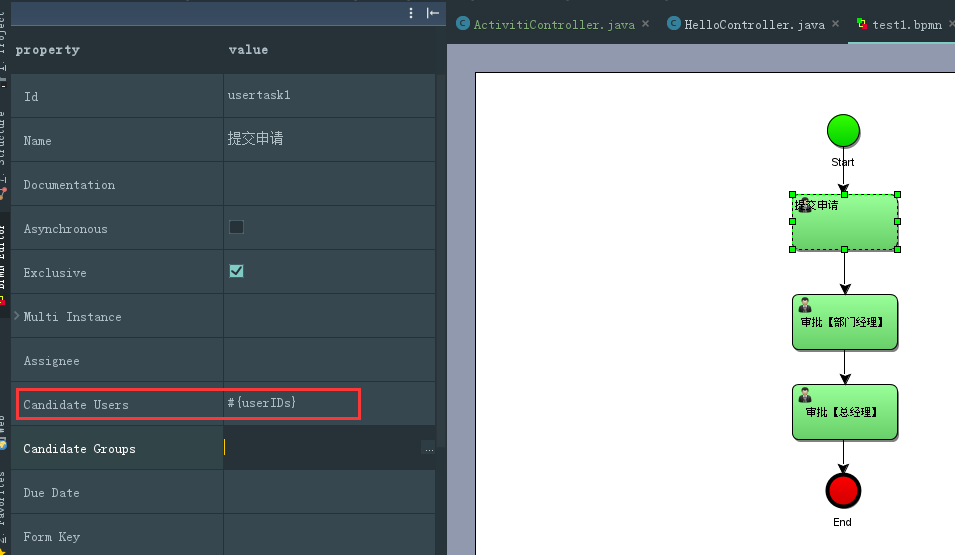 property value
Id usertask1
Name 提交申请
Documentation
Asynchronous
Exclusive
Multi Instance
Assignee
Candidate Users #{userIDs}
Candidate Groups ...
Due Date
Form Key
ActivitiController.java
HelloController.java
test1.bpmn
Start
提交申请
审批【部门经理】
审批【总经理】
End
Structure
Favorites